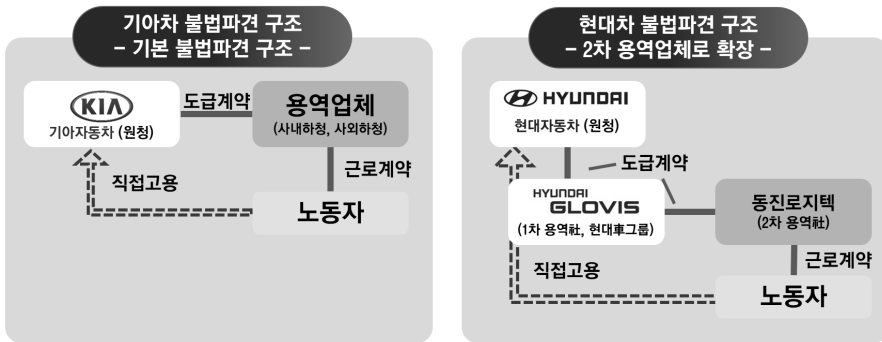 기아차 불법파견 구조
- 기본 불법파견 구조 -
KIA
기아자동차 (원청)
도급계약
용역업체
(사내하청, 사외하청)
근로계약
직접고용
노동자
현대차 불법파견 구조
- 2차 용역업체로 확장 -
HYUNDAI
현대자동차 (원청)
도급계약
HYUNDAI
GLOVIS
(1차 용역社, 현대車그룹)
동진로지텍
(2차 용역社)
근로계약
직접고용
노동자